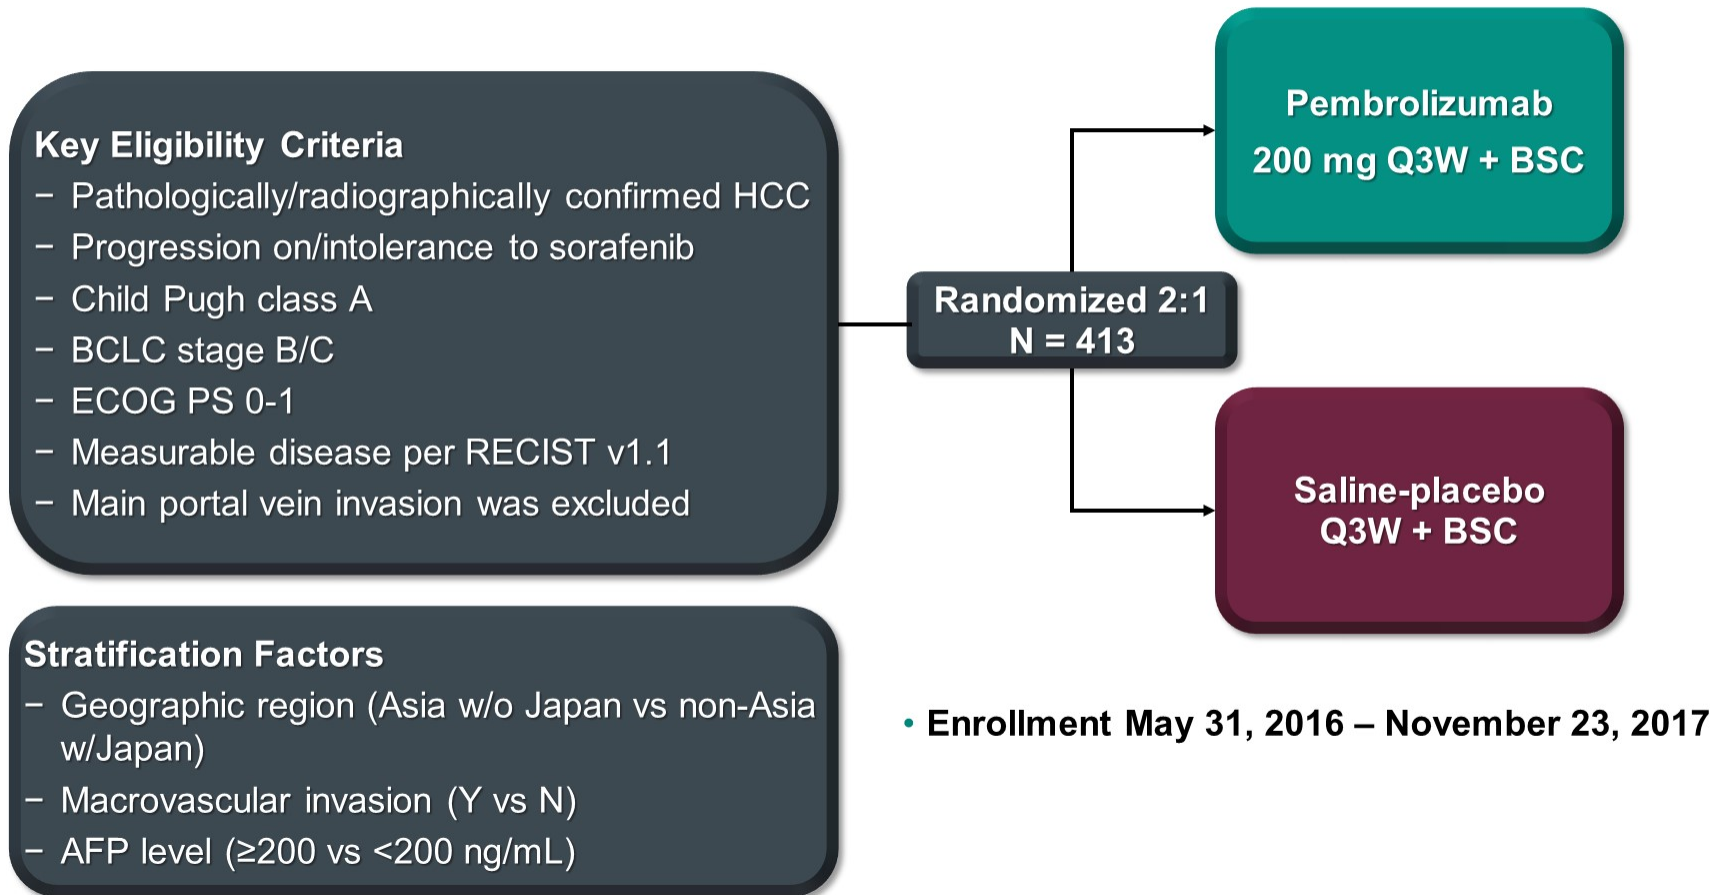 Key Eligibility Criteria
– Pathologically/radiographically confirmed HCC
– Progression on/intolerance to sorafenib
– Child Pugh class A
– BCLC stage B/C
– ECOG PS 0-1
– Measurable disease per RECIST v1.1
– Main portal vein invasion was excluded
Stratification Factors
– Geographic region (Asia w/o Japan vs non-Asia
w/Japan)
– Macrovascular invasion (Y vs N)
– AFP level (≥200 vs <200 ng/mL)
Randomized 2:1
N = 413
Pembrolizumab
200 mg Q3W + BSC
Saline-placebo
Q3W + BSC
• Enrollment May 31, 2016 – November 23, 2017